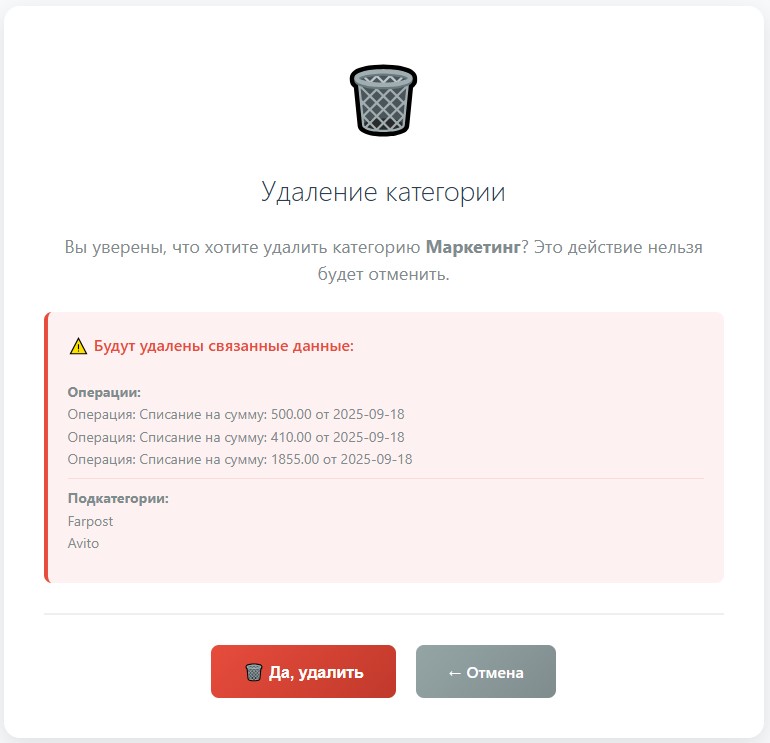 Удаление категории
Вы уверены, что хотите удалить категорию Маркетинг? Это действие нельзя
будет отменить.
Будут удалены связанные данные:
Операции:
Операция: Списание на сумму: 500.00 от 2025-09-18
Операция: Списание на сумму: 410.00 от 2025-09-18
Операция: Списание на сумму: 1855.00 от 2025-09-18
Подкатегории:
Farpost
Avito
Да, удалить
← Отмена